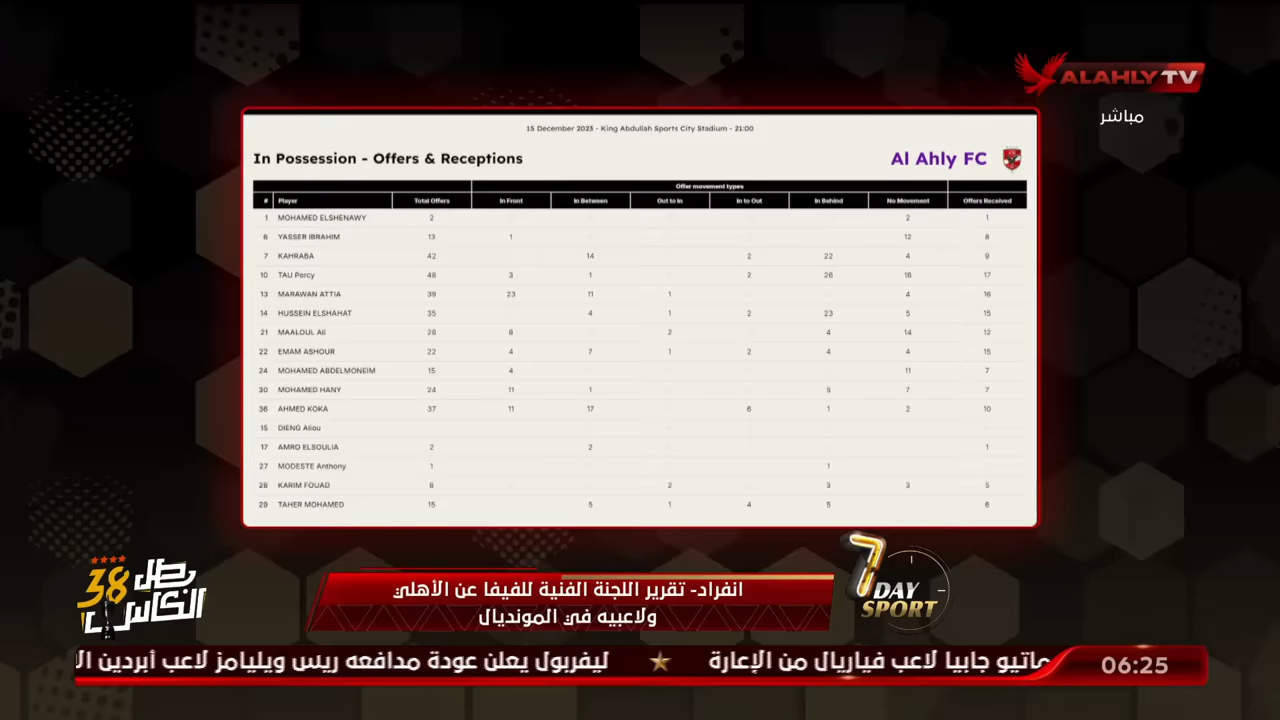 ALAHLY TV
مباشر
15 December 2023 - King Abdullah Sports City Stadium - 21:00
In Possession - Offers & Receptions
Al Ahly FC
Offer movement types
# Player Total Offers In Front In Between Out to In In to Out In Behind No Movement Offers Received
1 MOHAMED ELSHENAWY 2 2 1
6 YASSER IBRAHIM 13 1 12 8
7 KAHRABA 42 14 2 22 4 9
10 TAU Percy 48 3 1 2 26 16 17
13 MARAWAN ATTIA 39 23 11 1 4 16
14 HUSSEIN ELSHAHAT 35 4 1 2 23 5 15
21 MAALOUL Ali 28 8 2 4 14 12
22 EMAM ASHOUR 22 4 7 1 2 4 4 15
24 MOHAMED ABDELMONEIM 15 4 11 7
30 MOHAMED HANY 24 11 1 5 7 7
36 AHMED KOKA 37 11 17 6 1 2 10
15 DIENG Aliou
17 AMRO ELSOULIA 2 2 1
27 MODESTE Anthony 1 1
28 KARIM FOUAD 8 2 3 3 5
29 TAHER MOHAMED 15 5 1 4 5 6
بطل الكاس 38
انفراد- تقرير اللجنة الفنية للفيفا عن الأهلي
ولاعبيه في المونديال
7 DAY
SPORT
ماتيو جابيا لاعب فياريال من الإعارة ليفربول يعلن عودة مدافعه ريس ويليامز لاعب أبردين الا
06:25